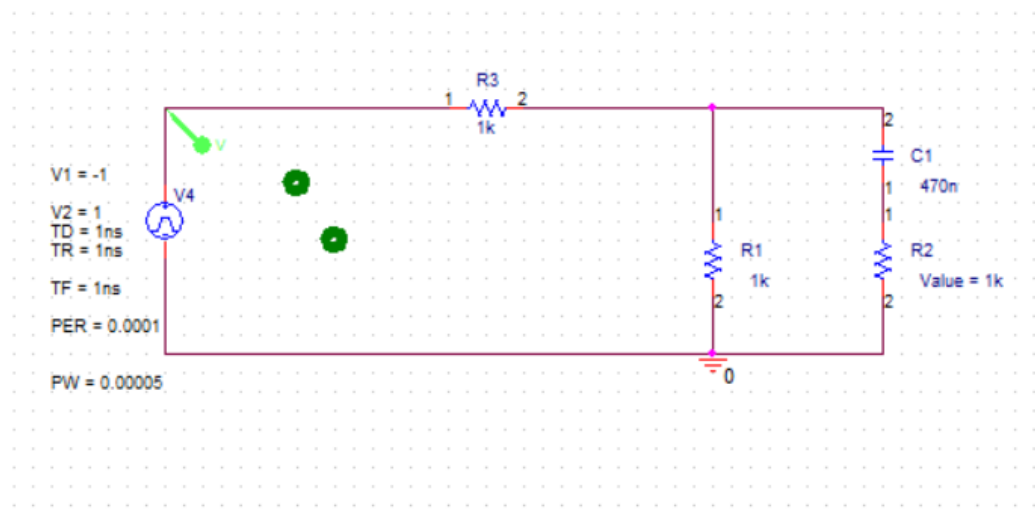 R3
1
2
1k
2
V
C1
V1 = -1
470n
1
V4
V2 = 1
1
1
TD = 1ns
TR = 1ns
R1
R2
1k
Value = 1k
TF = 1ns
2
2
PER = 0.0001
0
PW = 0.00005